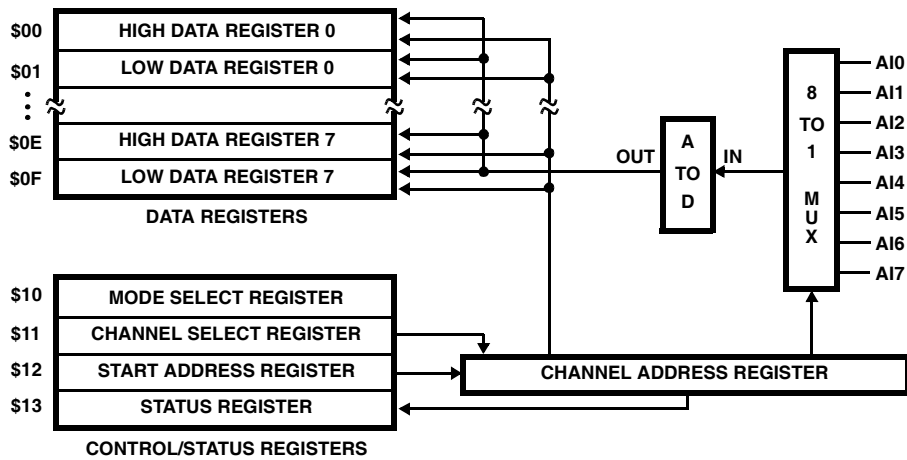 $00 HIGH DATA REGISTER 0
$01 LOW DATA REGISTER 0
$0E HIGH DATA REGISTER 7
$0F LOW DATA REGISTER 7
DATA REGISTERS
OUT
A
TO
D
IN
8
TO
1
M
U
X
AI0
AI1
AI2
AI3
AI4
AI5
AI6
AI7
$10 MODE SELECT REGISTER
$11 CHANNEL SELECT REGISTER
$12 START ADDRESS REGISTER
$13 STATUS REGISTER
CONTROL/STATUS REGISTERS
CHANNEL ADDRESS REGISTER